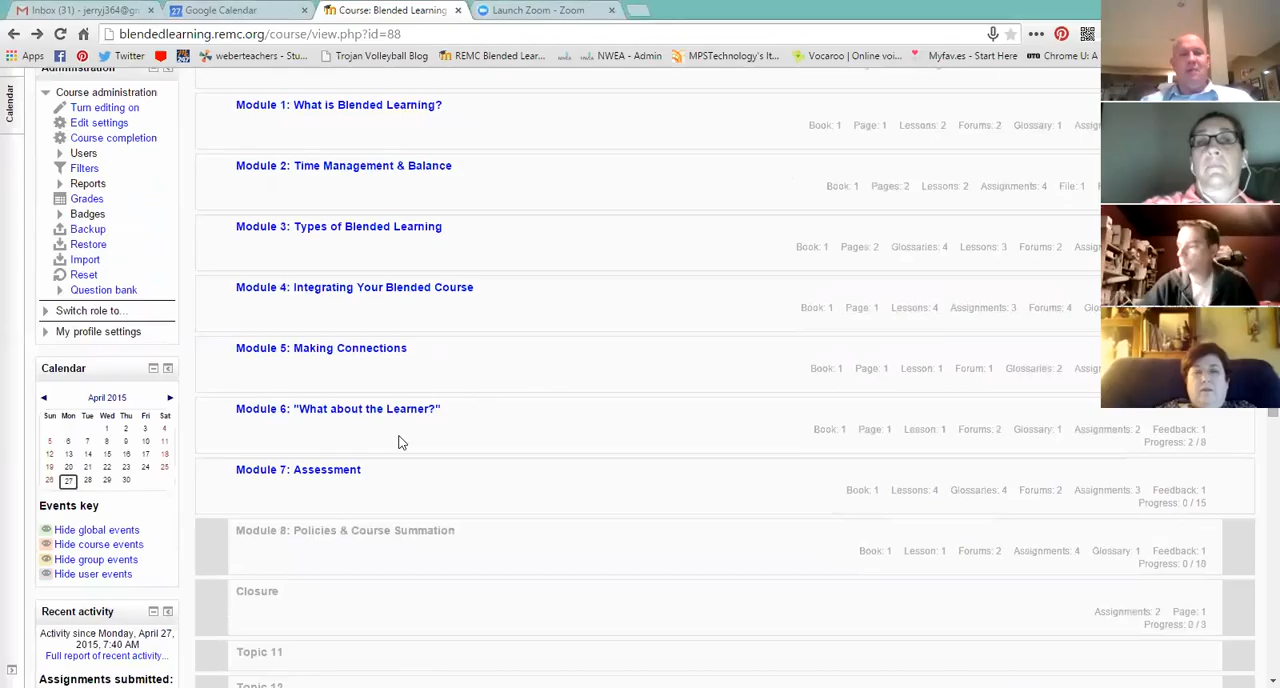 Inbox (31) - jerryj364@gm
Google Calendar
Course: Blended Learning
Launch Zoom - Zoom
blendedlearning.remc.org/course/view.php?id=88
Apps
Twitter
weberteachers - Stu...
Trojan Volleyball Blog
REMC Blended Lear...
NWEA - Admin
MPSTechnology's It...
Vocaroo | Online voi...
Myfav.es - Start Here
Chrome U: A
Calendar
Administration
Course administration
Turn editing on
Edit settings
Course completion
Users
Filters
Reports
Grades
Badges
Backup
Restore
Import
Reset
Question bank
Switch role to...
My profile settings
Calendar
April 2015
Sun Mon Tue Wed Thu Fri Sat
1 2 3 4
5 6 7 8 9 10 11
12 13 14 15 16 17 18
19 20 21 22 23 24 25
26 27 28 29 30
Events key
Hide global events
Hide course events
Hide group events
Hide user events
Recent activity
Activity since Monday, April 27,
2015, 7:40 AM
Full report of recent activity...
Assignments submitted:
Module 1: What is Blended Learning?
Book: 1 Page: 1 Lessons: 2 Forums: 2 Glossary: 1 Assig
Module 2: Time Management & Balance
Book: 1 Pages: 2 Lessons: 2 Assignments: 4 File: 1
Module 3: Types of Blended Learning
Book: 1 Pages: 2 Glossaries: 4 Lessons: 3 Forums: 2 Assig
Module 4: Integrating Your Blended Course
Book: 1 Page: 1 Lessons: 4 Assignments: 3 Forums: 4 Glo
Module 5: Making Connections
Book: 1 Page: 1 Lesson: 1 Forum: 1 Glossaries: 2 Assig
Module 6: "What about the Learner?"
Book: 1 Page: 1 Lesson: 1 Forums: 2 Glossary: 1 Assignments: 2 Feedback: 1
Progress: 2 / 8
Module 7: Assessment
Book: 1 Lessons: 4 Glossaries: 4 Forums: 2 Assignments: 3 Feedback: 1
Progress: 0 / 15
Module 8: Policies & Course Summation
Book: 1 Lesson: 1 Forums: 2 Assignments: 4 Glossary: 1 Feedback: 1
Progress: 0 / 10
Closure
Assignments: 2 Page: 1
Progress: 0 / 3
Topic 11
Topic 12